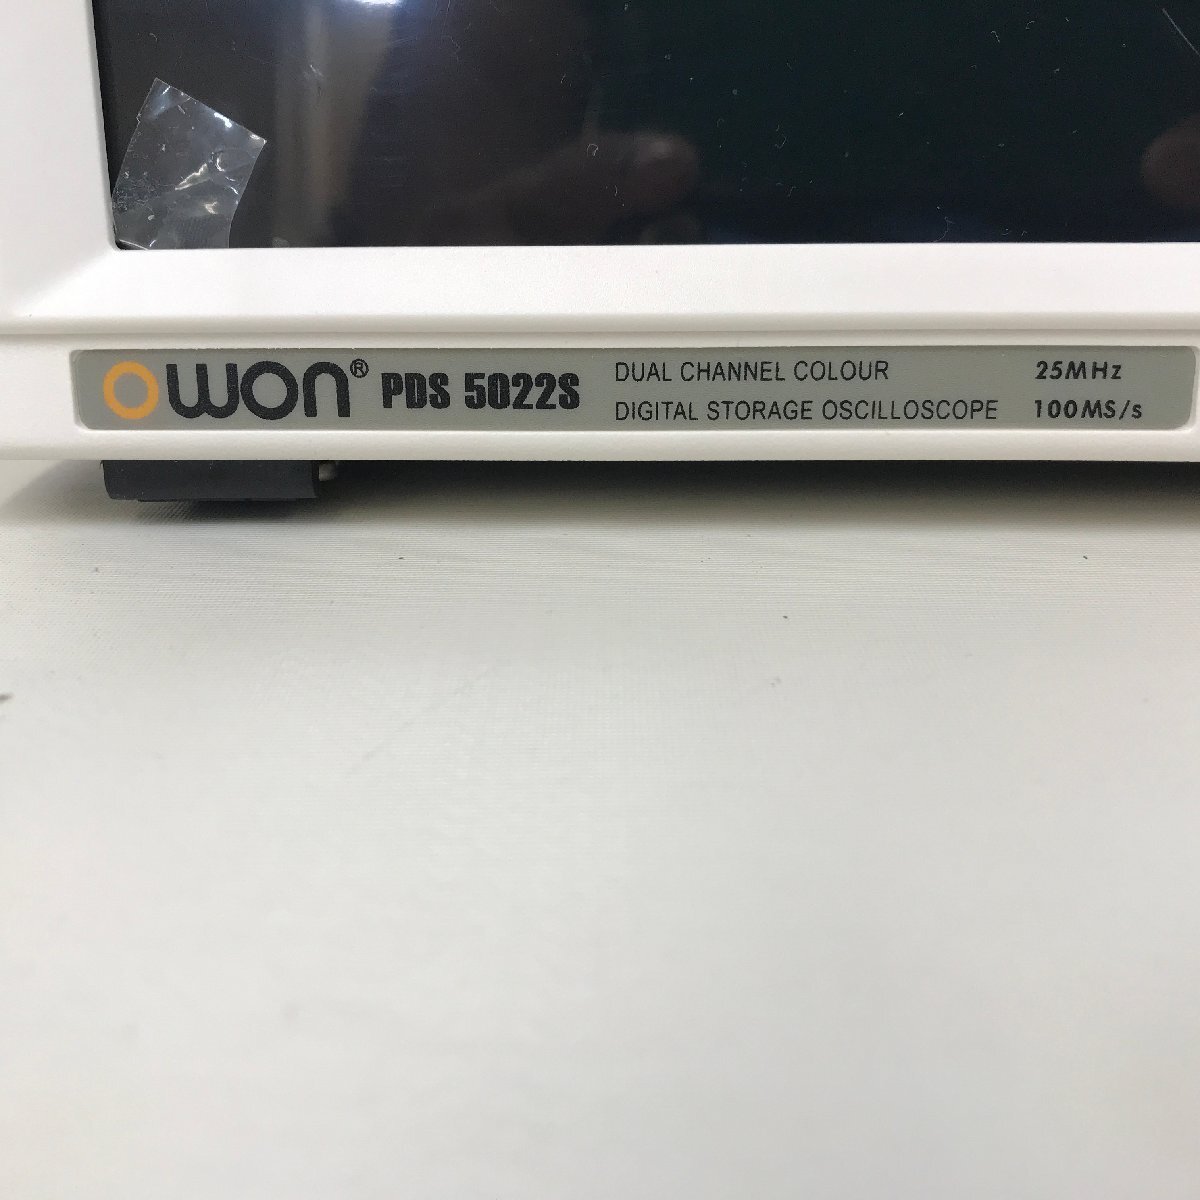 OWON® PDS 5022S
DUAL CHANNEL COLOUR 25MHz
DIGITAL STORAGE OSCILLOSCOPE 100MS/s